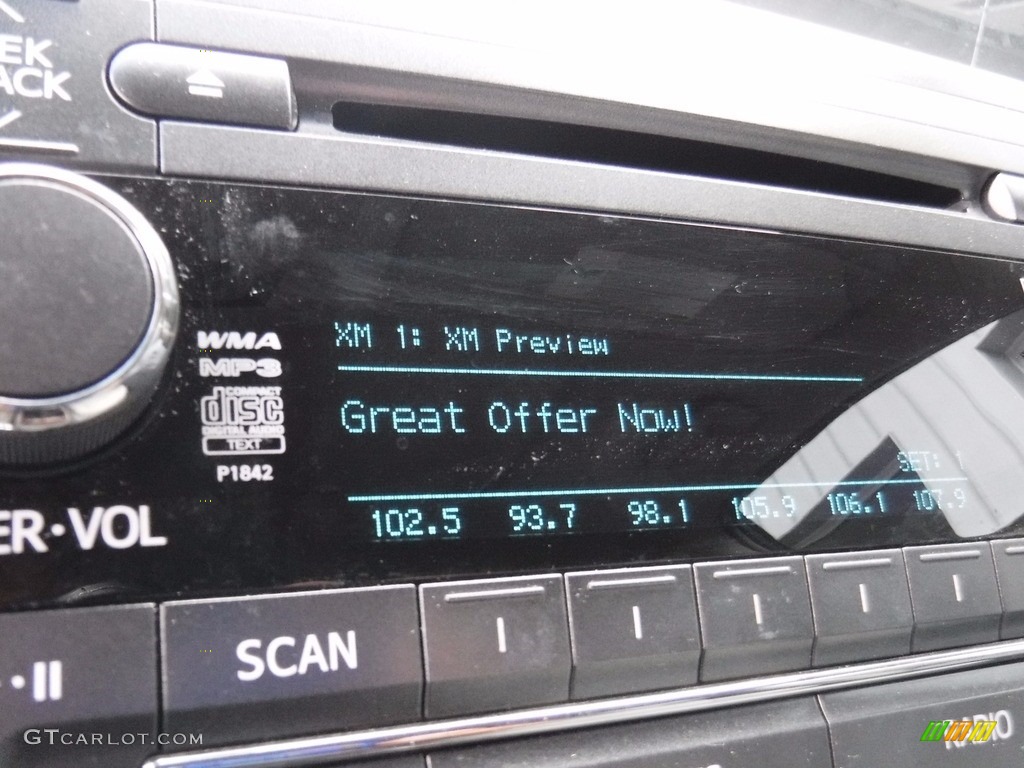 EK
ACK
WMA
MP3
COMPACT
disc
DIGITAL AUDIO
TEXT
P1842
XM 1: XM Preview
Great Offer Now!
SET: 1
102.5 93.7 98.1 105.9 106.1 107.9
ER·VOL
SCAN
RADIO
GTCARLOT.COM